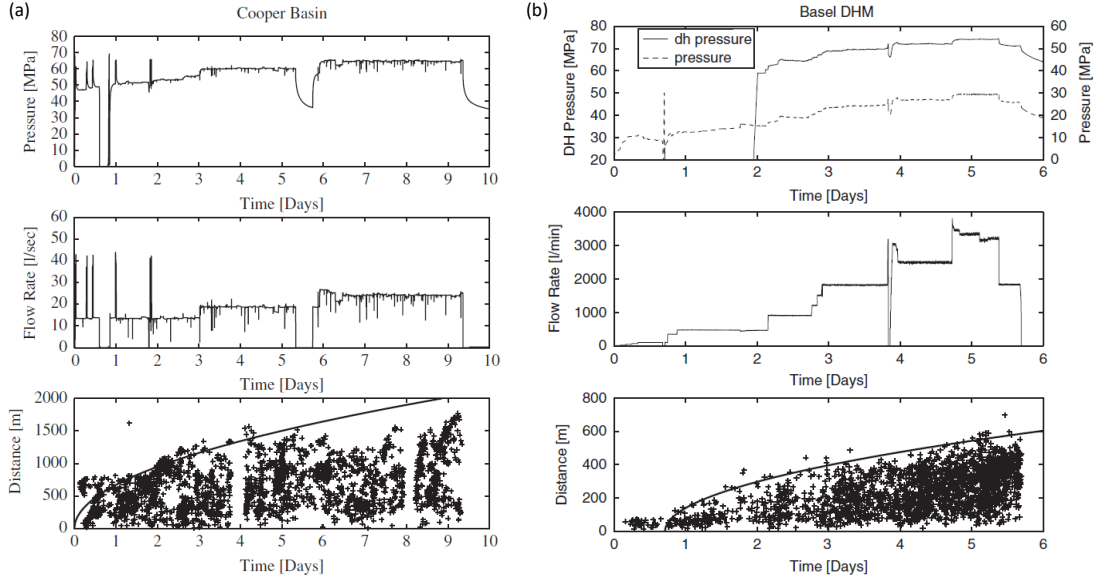 (a)
Cooper Basin
Pressure [MPa]
80
70
60
50
40
30
20
10
0
0 1 2 3 4 5 6 7 8 9 10
Time [Days]
Flow Rate [l/sec]
60
50
40
30
20
10
0
0 1 2 3 4 5 6 7 8 9 10
Time [Days]
Distance [m]
2000
1500
1000
500
0
0 1 2 3 4 5 6 7 8 9 10
Time [Days]
(b)
Basel DHM
dh pressure
pressure
DH Pressure [MPa]
80
70
60
50
40
30
20
60
50
40
30
20
10
0
Pressure [MPa]
0 1 2 3 4 5 6
Time [Days]
Flow Rate [l/min]
4000
3000
2000
1000
0
0 1 2 3 4 5 6
Time [Days]
Distance [m]
800
600
400
200
0
0 1 2 3 4 5 6
Time [Days]